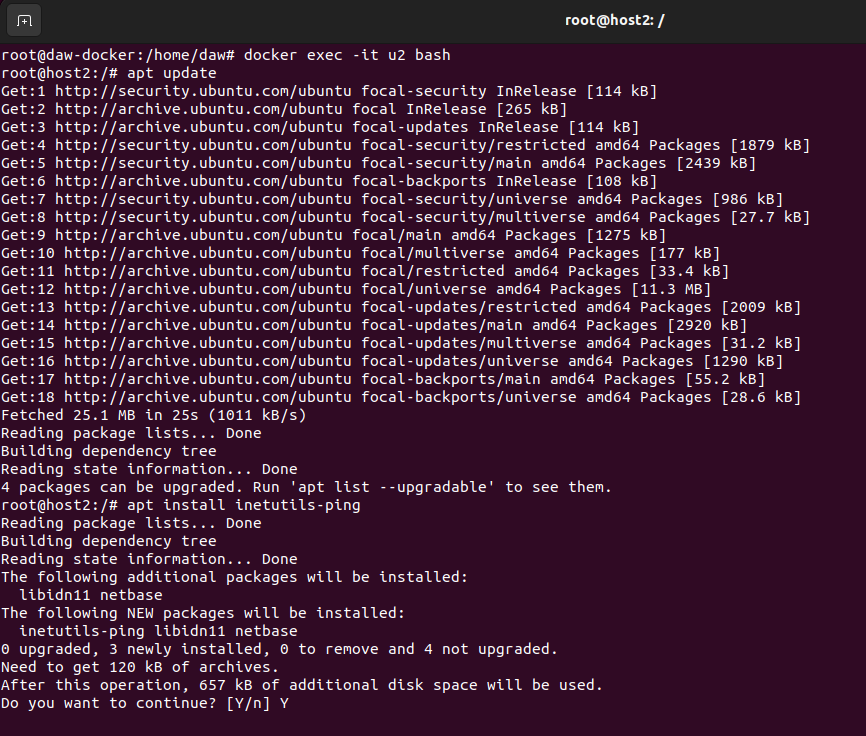 root@host2: /
root@daw-docker:/home/daw# docker exec -it u2 bash
root@host2:/# apt update
Get:1 http://security.ubuntu.com/ubuntu focal-security InRelease [114 kB]
Get:2 http://archive.ubuntu.com/ubuntu focal InRelease [265 kB]
Get:3 http://archive.ubuntu.com/ubuntu focal-updates InRelease [114 kB]
Get:4 http://security.ubuntu.com/ubuntu focal-security/restricted amd64 Packages [1879 kB]
Get:5 http://security.ubuntu.com/ubuntu focal-security/main amd64 Packages [2439 kB]
Get:6 http://archive.ubuntu.com/ubuntu focal-backports InRelease [108 kB]
Get:7 http://security.ubuntu.com/ubuntu focal-security/universe amd64 Packages [986 kB]
Get:8 http://security.ubuntu.com/ubuntu focal-security/multiverse amd64 Packages [27.7 kB]
Get:9 http://archive.ubuntu.com/ubuntu focal/main amd64 Packages [1275 kB]
Get:10 http://archive.ubuntu.com/ubuntu focal/multiverse amd64 Packages [177 kB]
Get:11 http://archive.ubuntu.com/ubuntu focal/restricted amd64 Packages [33.4 kB]
Get:12 http://archive.ubuntu.com/ubuntu focal/universe amd64 Packages [11.3 MB]
Get:13 http://archive.ubuntu.com/ubuntu focal-updates/restricted amd64 Packages [2009 kB]
Get:14 http://archive.ubuntu.com/ubuntu focal-updates/main amd64 Packages [2920 kB]
Get:15 http://archive.ubuntu.com/ubuntu focal-updates/multiverse amd64 Packages [31.2 kB]
Get:16 http://archive.ubuntu.com/ubuntu focal-updates/universe amd64 Packages [1290 kB]
Get:17 http://archive.ubuntu.com/ubuntu focal-backports/main amd64 Packages [55.2 kB]
Get:18 http://archive.ubuntu.com/ubuntu focal-backports/universe amd64 Packages [28.6 kB]
Fetched 25.1 MB in 25s (1011 kB/s)
Reading package lists... Done
Building dependency tree
Reading state information... Done
4 packages can be upgraded. Run 'apt list --upgradable' to see them.
root@host2:/# apt install inetutils-ping
Reading package lists... Done
Building dependency tree
Reading state information... Done
The following additional packages will be installed:
  libidn11 netbase
The following NEW packages will be installed:
  inetutils-ping libidn11 netbase
0 upgraded, 3 newly installed, 0 to remove and 4 not upgraded.
Need to get 120 kB of archives.
After this operation, 657 kB of additional disk space will be used.
Do you want to continue? [Y/n] Y